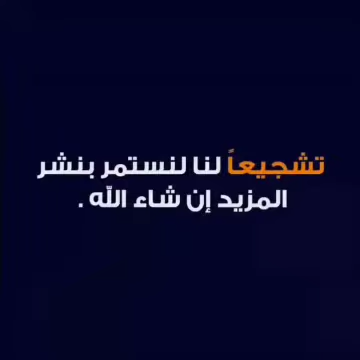 تشجيعاً لنا لنستمر بنشر
المزيد إن شاء الله .